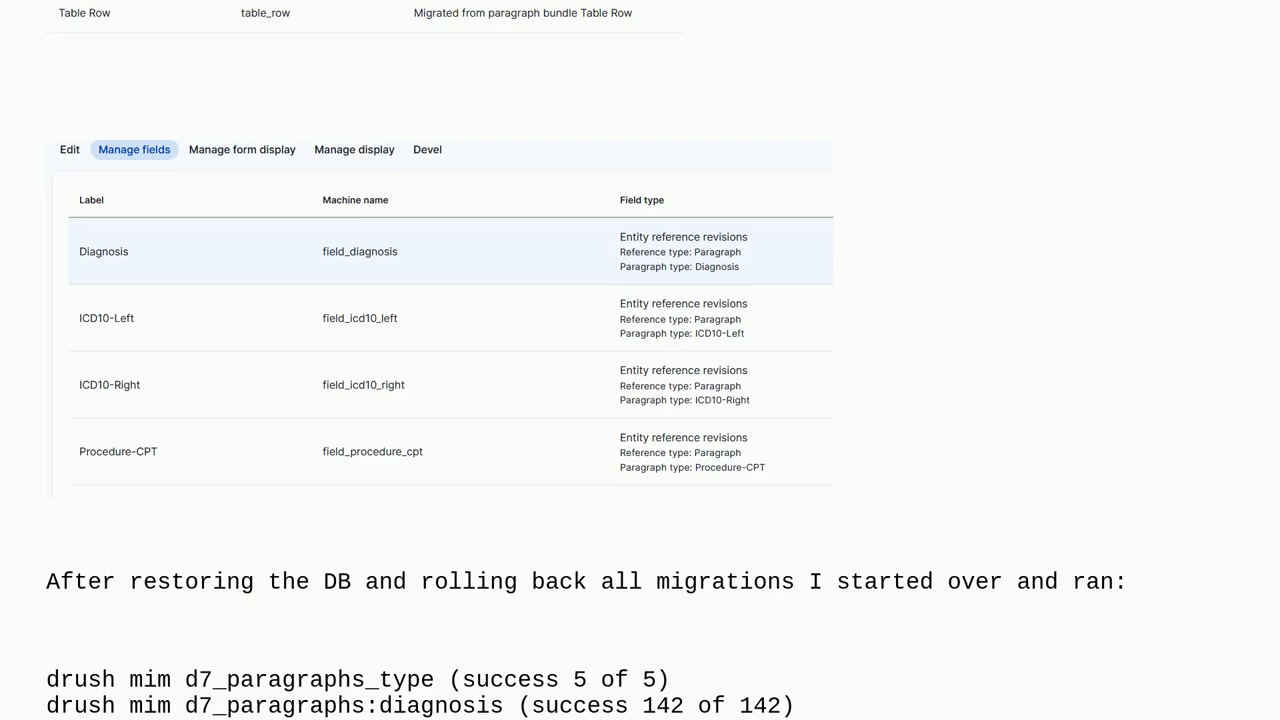 Table Row table_row Migrated from paragraph bundle Table Row
Edit Manage fields Manage form display Manage display Devel
Label Machine name Field type
Diagnosis field_diagnosis Entity reference revisions
Reference type: Paragraph
Paragraph type: Diagnosis
ICD10-Left field_icd10_left Entity reference revisions
Reference type: Paragraph
Paragraph type: ICD10-Left
ICD10-Right field_icd10_right Entity reference revisions
Reference type: Paragraph
Paragraph type: ICD10-Right
Procedure-CPT field_procedure_cpt Entity reference revisions
Reference type: Paragraph
Paragraph type: Procedure-CPT
After restoring the DB and rolling back all migrations I started over and ran:
drush mim d7_paragraphs_type (success 5 of 5)
drush mim d7_paragraphs:diagnosis (success 142 of 142)